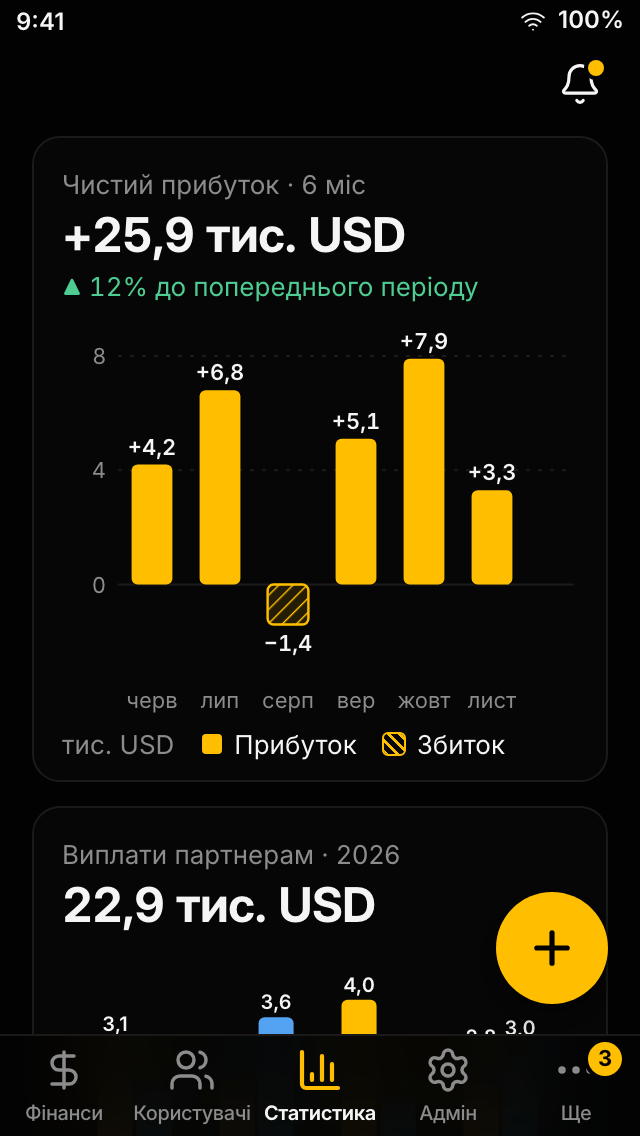 9:41 100%
Чистий прибуток · 6 міс
+25,9 тис. USD
▲ 12% до попереднього періоду
+7,9
8
+6,8
+5,1
+4,2
4 +3,3
0
−1,4
черв лип серп вер жовт лист
тис. USD Прибуток Збиток
Виплати партнерам · 2026
22,9 тис. USD
4,0
3,6
3,1 3,0
3
Фінанси Користувачі Статистика Адмін Ще